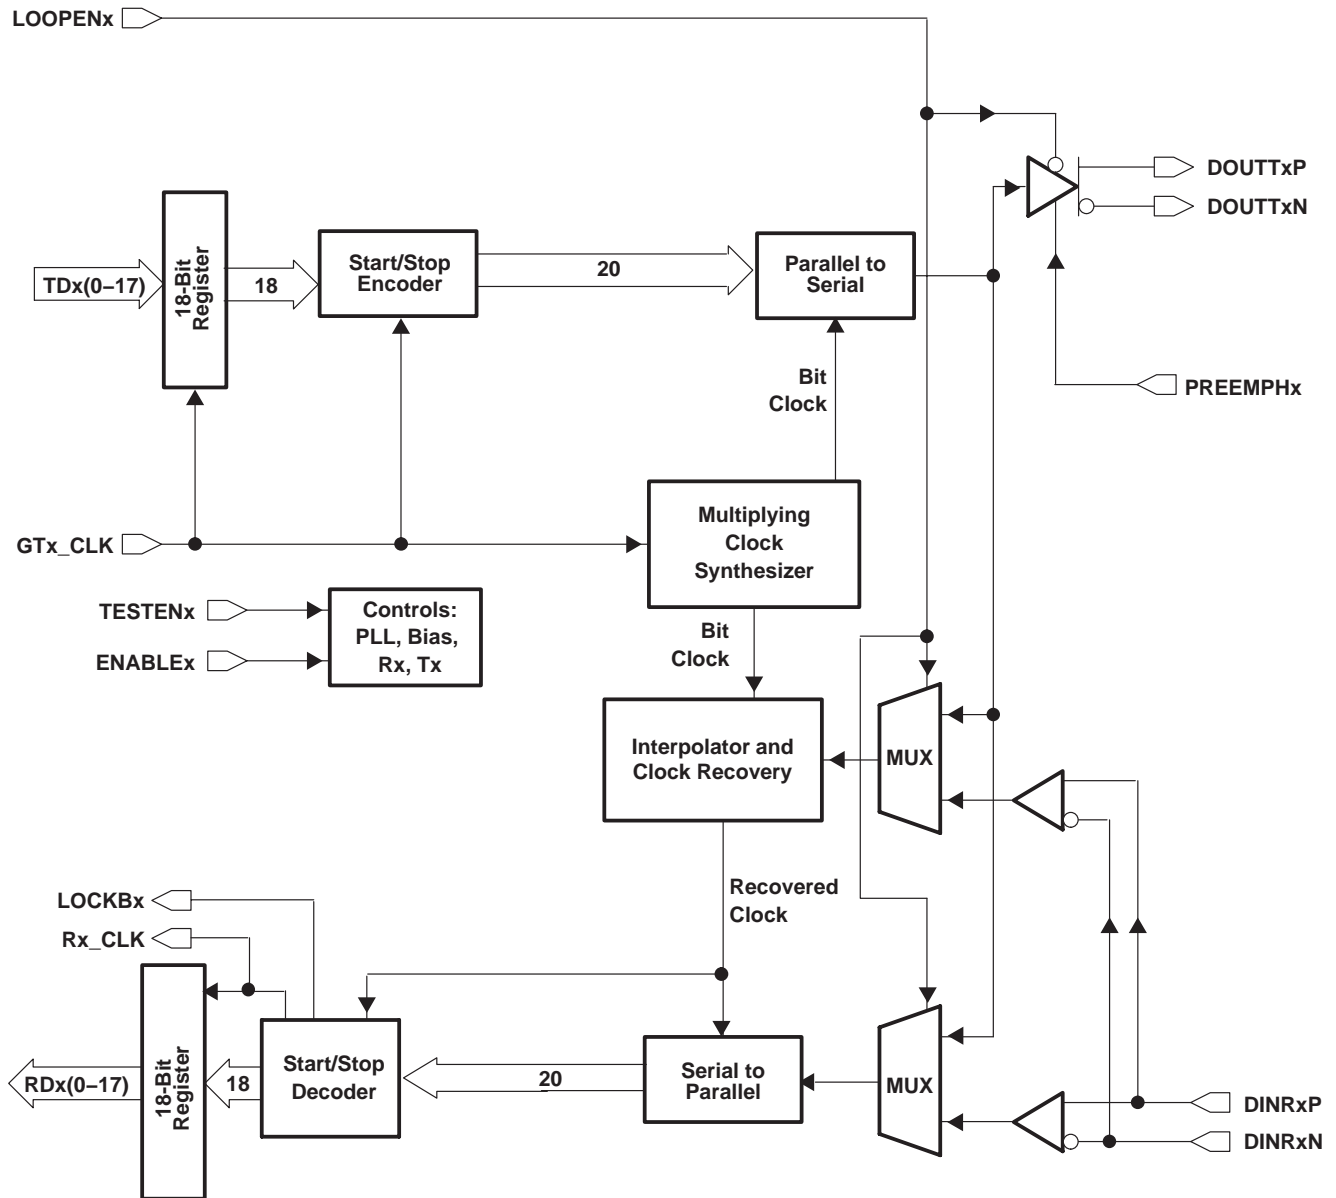 LOOPENx
DOUTTxP
DOUTTxN
TDx(0–17)
18-Bit
Register
18
Start/Stop
Encoder
20
Parallel to
Serial
Bit
Clock
PREEMPHx
GTx_CLK
Multiplying
Clock
Synthesizer
TESTENx
ENABLEx
Controls:
PLL, Bias,
Rx, Tx
Bit
Clock
Interpolator and
Clock Recovery
MUX
LOCKBx
Rx_CLK
Recovered
Clock
RDx(0–17)
18-Bit
Register
18
Start/Stop
Decoder
20
Serial to
Parallel
MUX
DINRxP
DINRxN